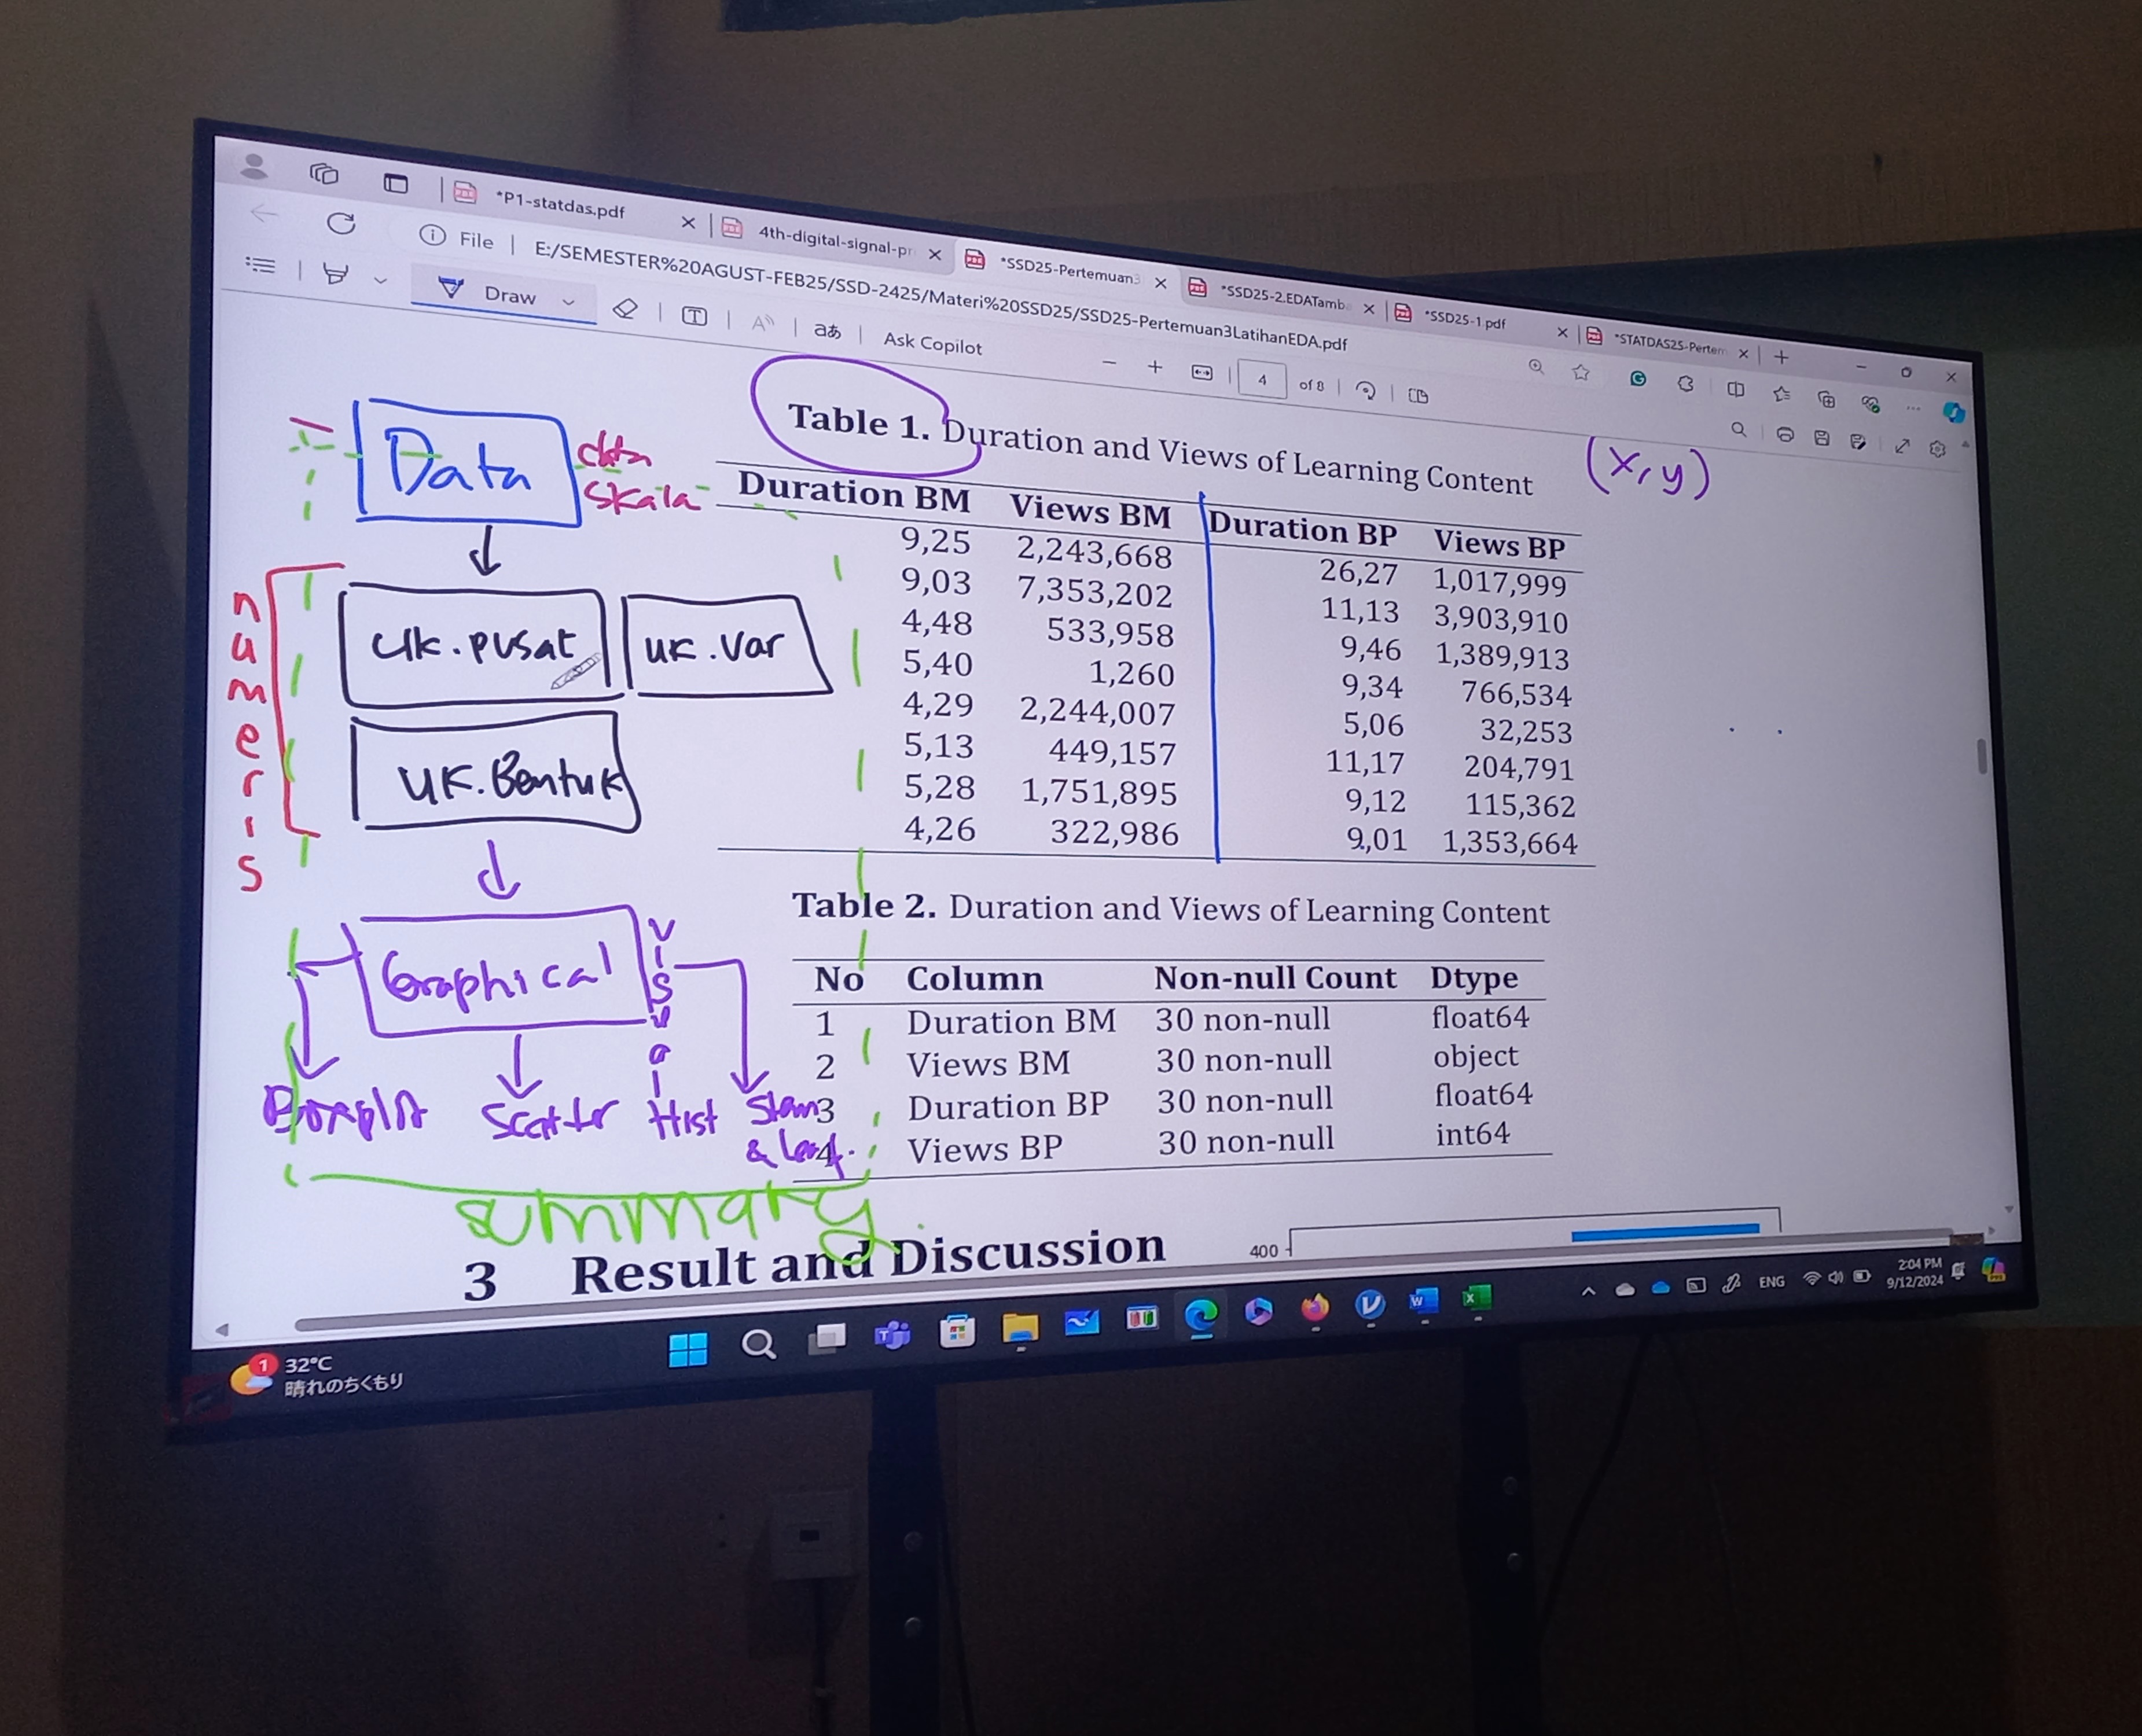 *P1-statdas.pdf
4th-digital-signal-pr
*SSD25-Pertemuan3
*SSD25-2.EDATamb
*SSD25-1.pdf
*STATDAS25-Pertem
File | E:/SEMESTER%20AGUST-FEB25/SSD-2425/Materi%20SSD25/SSD25-Pertemuan3LatihanEDA.pdf
Draw
aあ
Ask Copilot
4 of 8
Data
data
skala
numeris
Uk.pusat
uk.var
UK.Bentuk
Graphical
Visual
Boxplot
Scatter
Hist
Stem
& Leaf.
summary
Table 1. Duration and Views of Learning Content
(x,y)
Duration BM Views BM Duration BP Views BP
9,25 2,243,668 26,27 1,017,999
9,03 7,353,202 11,13 3,903,910
4,48 533,958 9,46 1,389,913
5,40 1,260 9,34 766,534
4,29 2,244,007 5,06 32,253
5,13 449,157 11,17 204,791
5,28 1,751,895 9,12 115,362
4,26 322,986 9,01 1,353,664
Table 2. Duration and Views of Learning Content
No Column Non-null Count Dtype
1 Duration BM 30 non-null float64
2 Views BM 30 non-null object
3 Duration BP 30 non-null float64
4 Views BP 30 non-null int64
3 Result and Discussion
400
1
32°C
晴れのちくもり
ENG
2:04 PM
9/12/2024